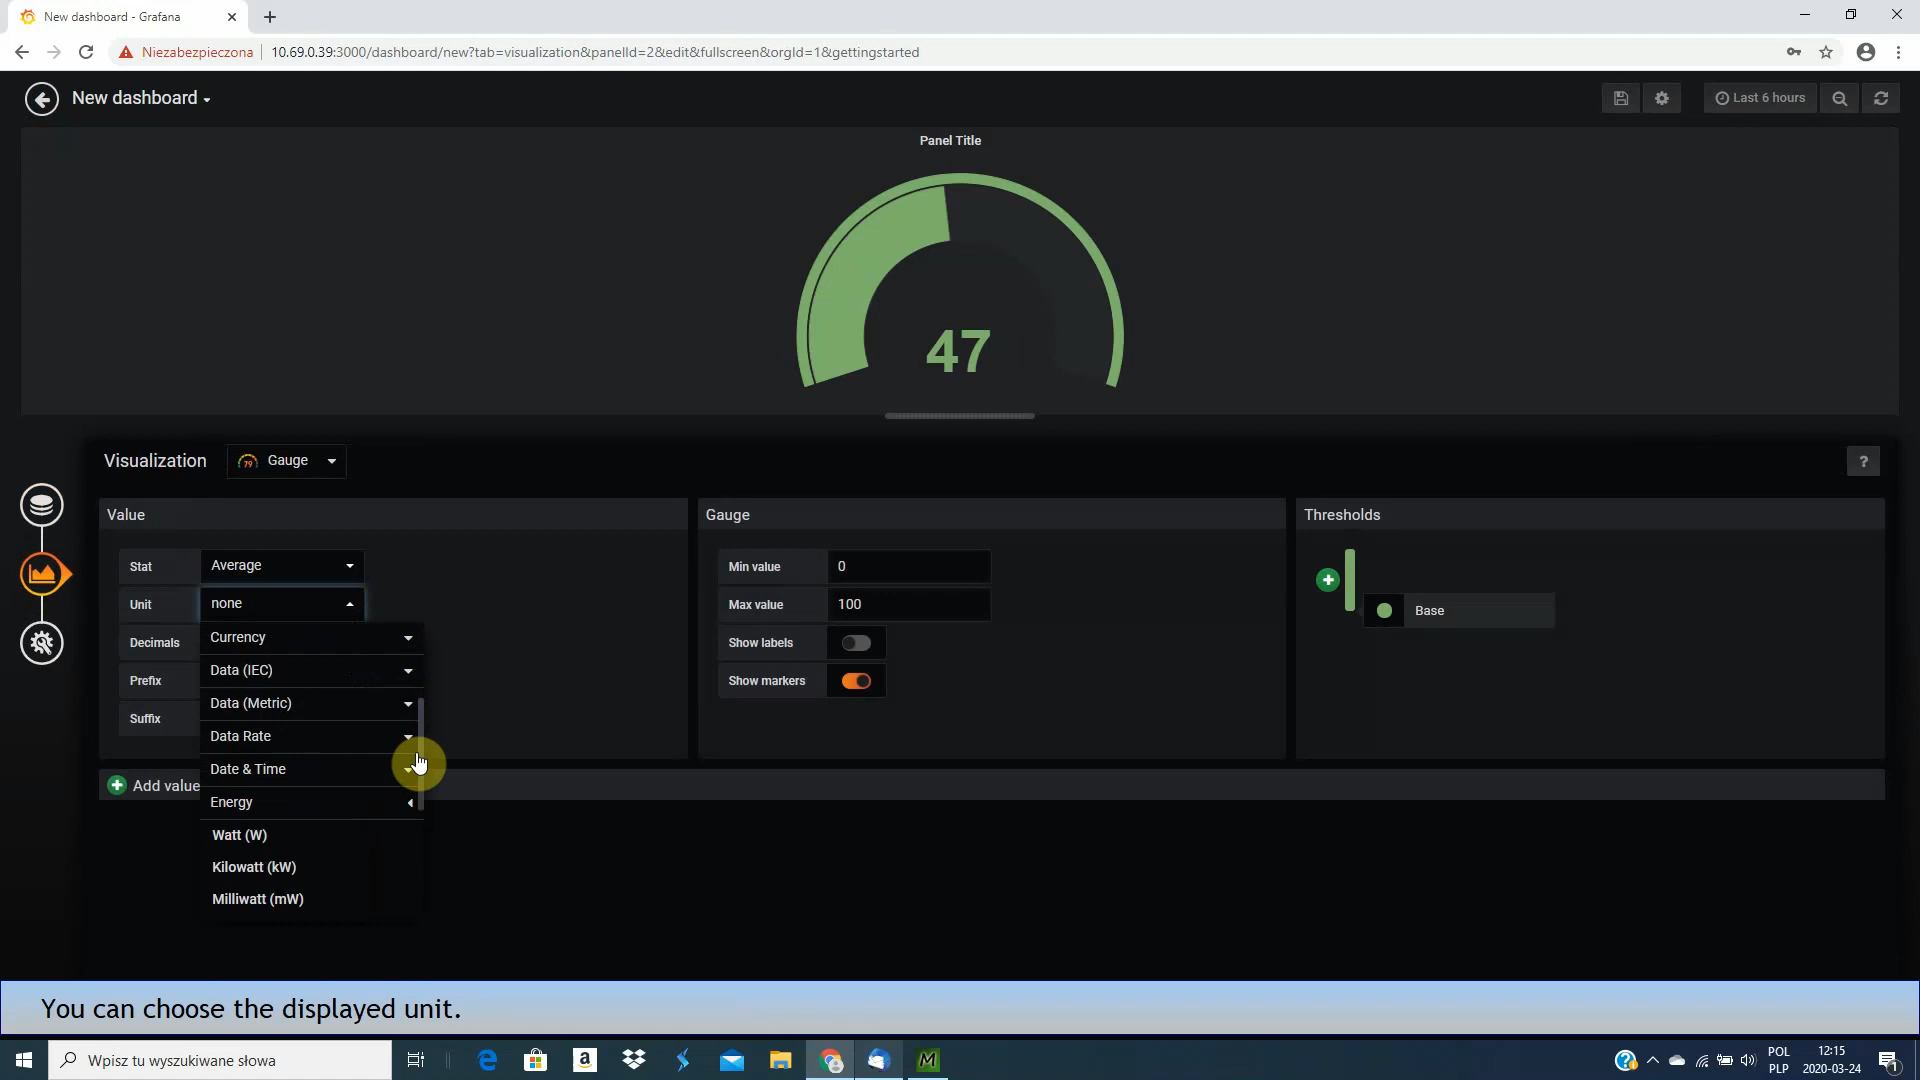 New dashboard - Grafana
Niezabezpieczona
10.69.0.39:3000/dashboard/new?tab=visualization&panelId=2&edit&fullscreen&orgId=1&gettingstarted
New dashboard
Last 6 hours
Panel Title
47
Visualization
79
Gauge
?
Value
Gauge
Thresholds
Stat
Average
Unit
none
Decimals
Prefix
Suffix
Currency
Data (IEC)
Data (Metric)
Data Rate
Date & Time
Energy
Watt (W)
Kilowatt (kW)
Milliwatt (mW)
Min value
0
Max value
100
Show labels
Show markers
Base
Add value
You can choose the displayed unit.
Wpisz tu wyszukiwane słowa
POL
PLP
12:15
2020-03-24
1